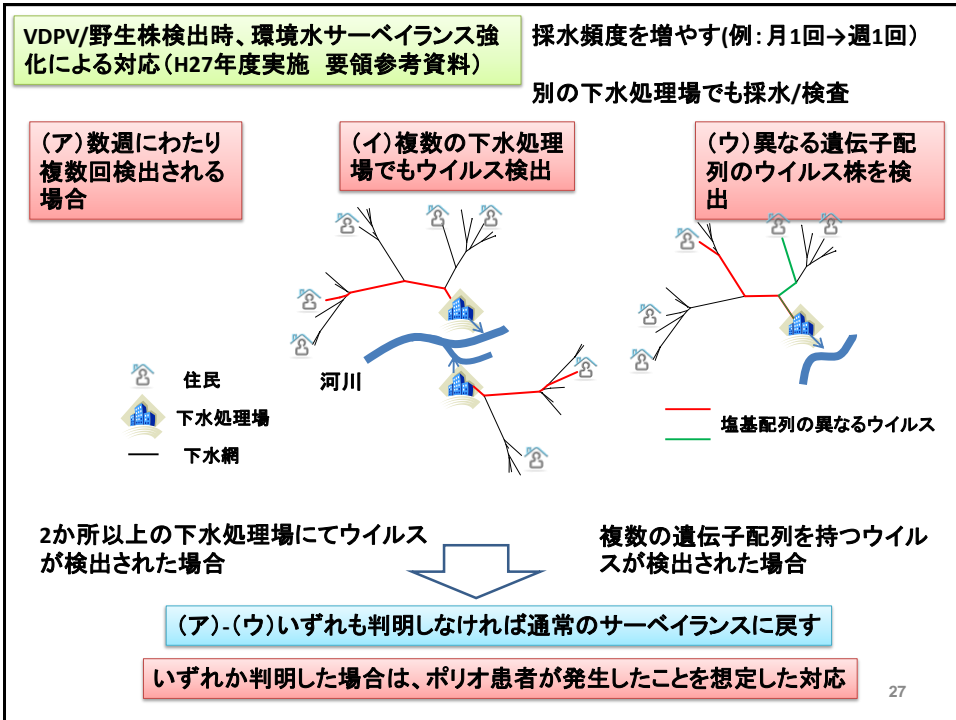 VDPV/野生株検出時、環境水サーベイランス強
化による対応（H27年度実施　要領参考資料）
採水頻度を増やす(例：月1回→週1回）
別の下水処理場でも採水/検査
（ア）数週にわたり
複数回検出される
場合
（イ）複数の下水処理
場でもウイルス検出
（ウ）異なる遺伝子配
列のウイルス株を検
出
住民
下水処理場
下水網
河川
塩基配列の異なるウイルス
2か所以上の下水処理場にてウイルス
が検出された場合
複数の遺伝子配列を持つウイル
スが検出された場合
（ア）-（ウ）いずれも判明しなければ通常のサーベイランスに戻す
いずれか判明した場合は、ポリオ患者が発生したことを想定した対応
27